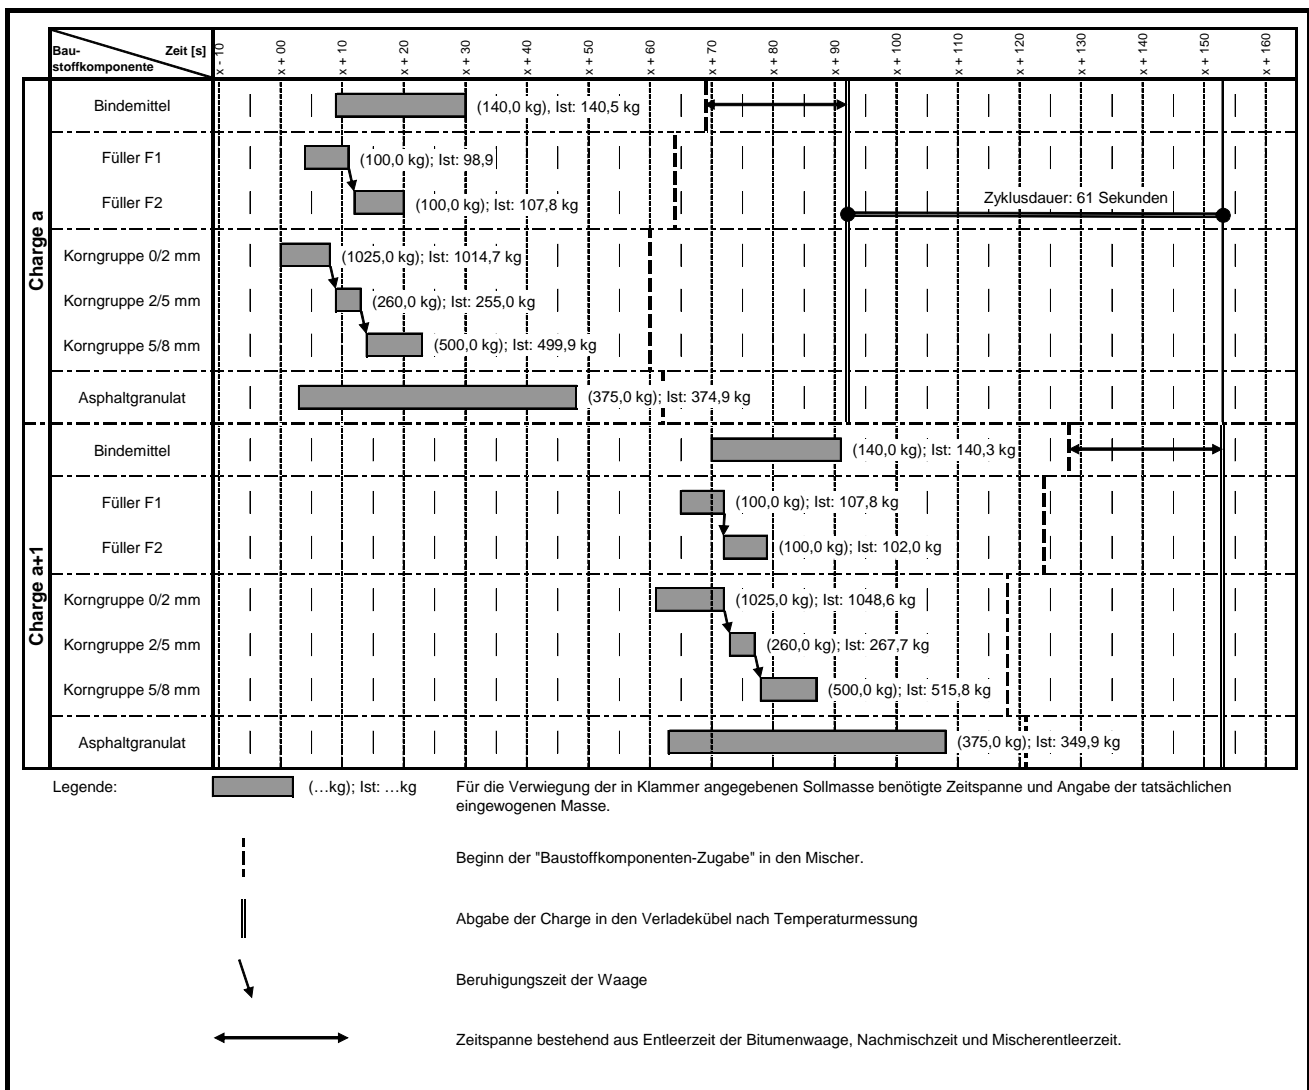 Bau-
stoffkomponente
Zeit [s]
x - 10
x + 00
x + 10
x + 20
x + 30
x + 40
x + 50
x + 60
x + 70
x + 80
x + 90
x + 100
x + 110
x + 120
x + 130
x + 140
x + 150
x + 160
Charge a
Bindemittel
(140,0 kg), Ist: 140,5 kg
Füller F1
(100,0 kg); Ist: 98,9
Füller F2
(100,0 kg); Ist: 107,8 kg
Zyklusdauer: 61 Sekunden
Korngruppe 0/2 mm
(1025,0 kg); Ist: 1014,7 kg
Korngruppe 2/5 mm
(260,0 kg); Ist: 255,0 kg
Korngruppe 5/8 mm
(500,0 kg); Ist: 499,9 kg
Asphaltgranulat
(375,0 kg); Ist: 374,9 kg
Charge a+1
Bindemittel
(140,0 kg); Ist: 140,3 kg
Füller F1
(100,0 kg); Ist: 107,8 kg
Füller F2
(100,0 kg); Ist: 102,0 kg
Korngruppe 0/2 mm
(1025,0 kg); Ist: 1048,6 kg
Korngruppe 2/5 mm
(260,0 kg); Ist: 267,7 kg
Korngruppe 5/8 mm
(500,0 kg); Ist: 515,8 kg
Asphaltgranulat
(375,0 kg); Ist: 349,9 kg
Legende:
(…kg); Ist: …kg
Für die Verwiegung der in Klammer angegebenen Sollmasse benötigte Zeitspanne und Angabe der tatsächlichen
eingewogenen Masse.
Beginn der "Baustoffkomponenten-Zugabe" in den Mischer.
Abgabe der Charge in den Verladekübel nach Temperaturmessung
Beruhigungszeit der Waage
Zeitspanne bestehend aus Entleerzeit der Bitumenwaage, Nachmischzeit und Mischerentleerzeit.